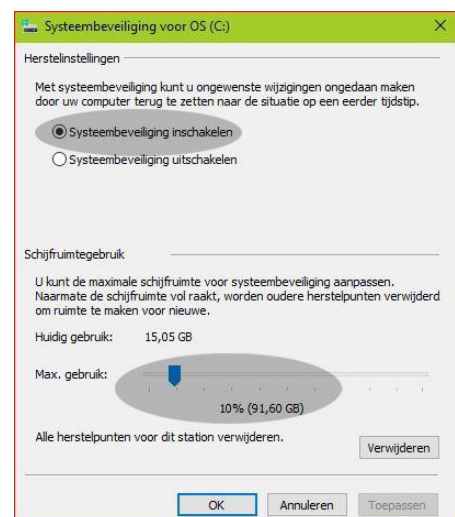 Systeembeveiliging voor OS (C:)
Herstelinstellingen
Met systeembeveiliging kunt u ongewenste wijzigingen ongedaan maken
door uw computer terug te zetten naar de situatie op een eerder tijdstip.
Systeembeveiliging inschakelen
Systeembeveiliging uitschakelen
Schijfruimtegebruik
U kunt de maximale schijfruimte voor systeembeveiliging aanpassen.
Naarmate de schijfruimte vol raakt, worden oudere herstelpunten verwijderd
om ruimte te maken voor nieuwe.
Huidig gebruik: 15,05 GB
Max. gebruik:
10% (91,60 GB)
Alle herstelpunten voor dit station verwijderen.
Verwijderen
OK Annuleren Toepassen